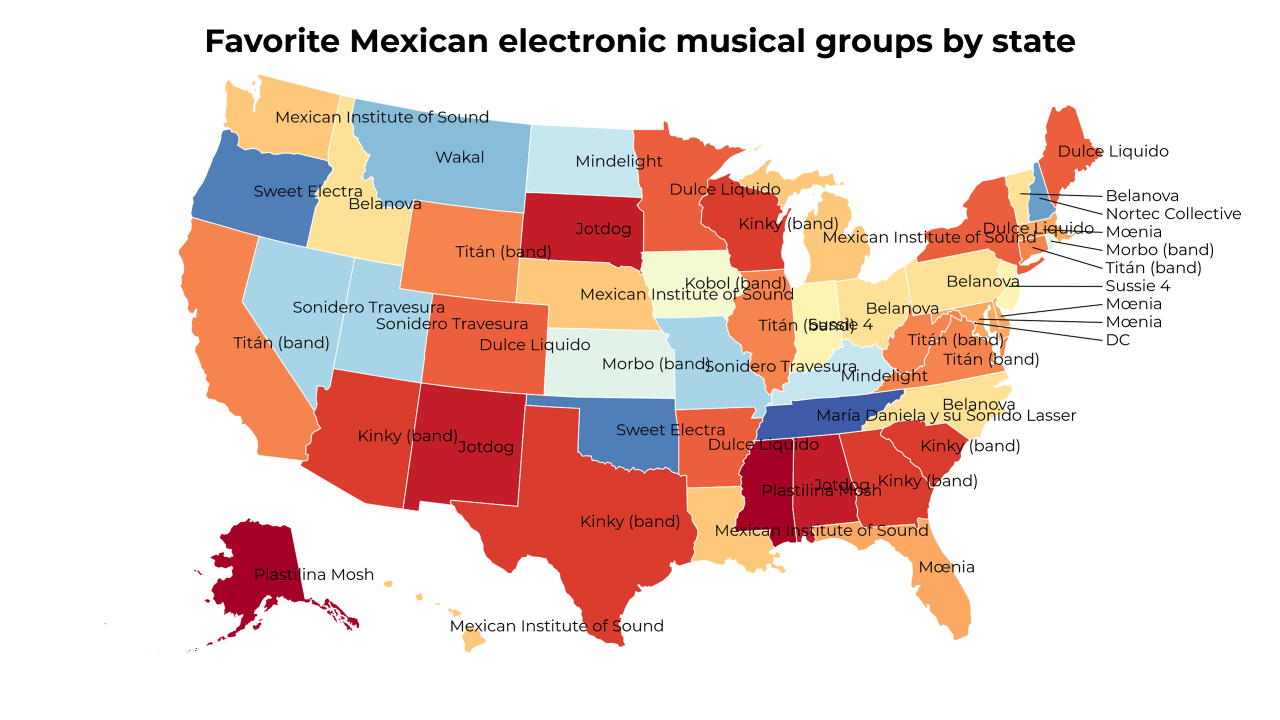 Favorite Mexican electronic musical groups by state
Mexican Institute of Sound
Wakal
Mindelight
Dulce Liquido
Dulce Liquido
Sweet Electra
Belanova
Belanova
Nortec Collective
Jotdog
Kinky (band)
Dulce Liquido
Mœnia
Mexican Institute of Sound
Titán (band)
Morbo (band)
Titán (band)
Kobol (band)
Belanova
Sussie 4
Mexican Institute of Sound
Sonidero Travesura
Belanova
Mœnia
Sonidero Travesura
Titán (band)
Sussie 4
Mœnia
Titán (band)
Dulce Liquido
Titán (band)
DC
Titán (band)
Morbo (band)
Sonidero Travesura
Mindelight
Belanova
María Daniela y su Sonido Lasser
Kinky (band)
Jotdog
Sweet Electra
Dulce Liquido
Kinky (band)
Kinky (band)
Jotdog
Plastilina Mosh
Kinky (band)
Mexican Institute of Sound
Mœnia
Plastilina Mosh
Mexican Institute of Sound